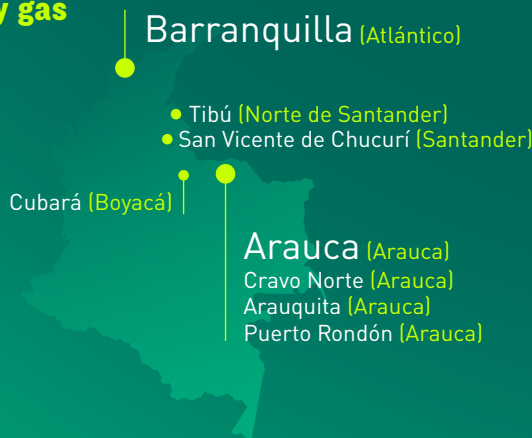 y gas
Barranquilla (Atlántico)
Tibú (Norte de Santander)
San Vicente de Chucurí (Santander)
Cubará (Boyacá)
Arauca (Arauca)
Cravo Norte (Arauca)
Arauquita (Arauca)
Puerto Rondón (Arauca)